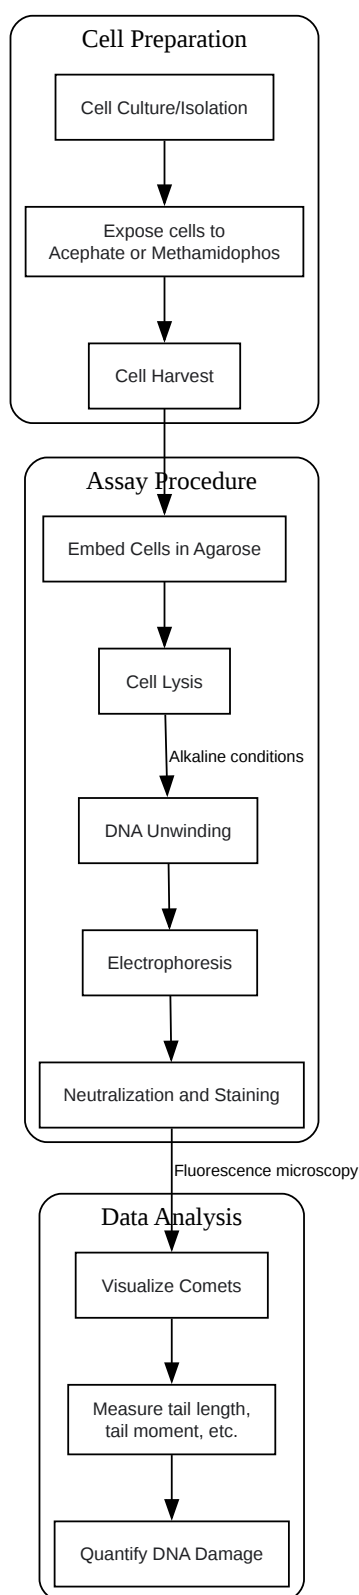 Cell Preparation
Cell Culture/Isolation
Expose cells to
Acephate or Methamidophos
Cell Harvest
Assay Procedure
Embed Cells in Agarose
Cell Lysis
Alkaline conditions
DNA Unwinding
Electrophoresis
Neutralization and Staining
Fluorescence microscopy
Data Analysis
Visualize Comets
Measure tail length,
tail moment, etc.
Quantify DNA Damage